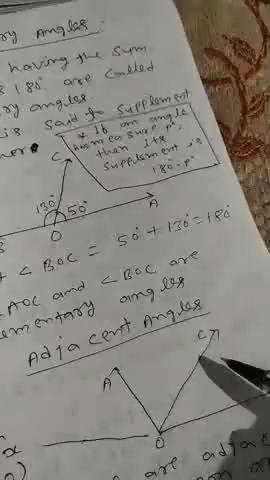 ry Angles:
having the sum
180° are called
ry angles.
is said to supplement
* If an angle
has measure p°
then its
supplement is
180°-p°
C
130° 50°
O A
B
∠BOC = 50° + 130° = 180°
AOC and ∠BOC are
lementary angles
Adjacent Angles
C
A
O
are adjac